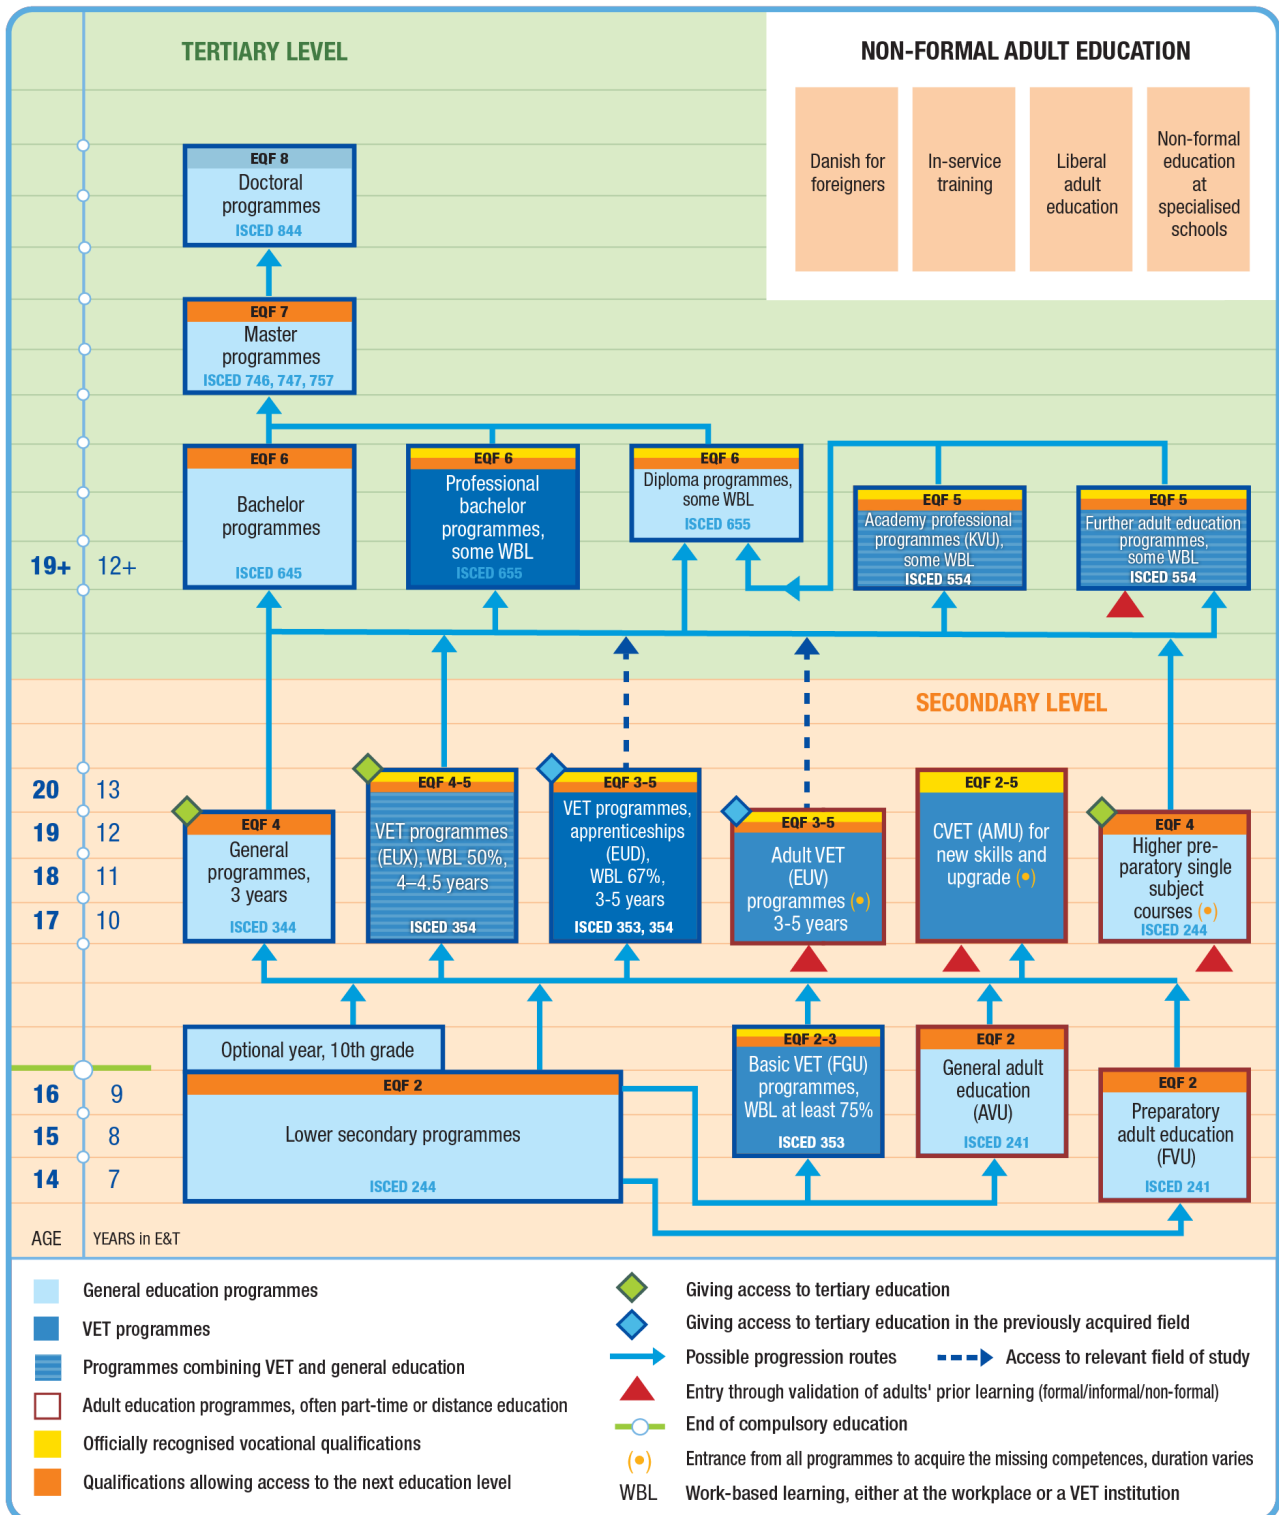 TERTIARY LEVEL
NON-FORMAL ADULT EDUCATION
Danish for
foreigners
In-service
training
Liberal
adult
education
Non-formal
education
at
specialised
schools
EQF 8
Doctoral
programmes
ISCED 844
EQF 7
Master
programmes
ISCED 746, 747, 757
EQF 6
Bachelor
programmes
ISCED 645
EQF 6
Professional
bachelor
programmes,
some WBL
ISCED 655
EQF 6
Diploma programmes,
some WBL
ISCED 655
EQF 5
Academy professional
programmes (KVU),
some WBL
ISCED 554
EQF 5
Further adult education
programmes,
some WBL
ISCED 554
19+ 12+
SECONDARY LEVEL
20 13
19 12
18 11
17 10
EQF 4
General
programmes,
3 years
ISCED 344
EQF 4-5
VET programmes
(EUX), WBL 50%,
4–4.5 years
ISCED 354
EQF 3-5
VET programmes,
apprenticeships
(EUD),
WBL 67%,
3-5 years
ISCED 353, 354
EQF 3-5
Adult VET
(EUV)
programmes (•)
3-5 years
EQF 2-5
CVET (AMU) for
new skills and
upgrade (•)
EQF 4
Higher pre-
paratory single
subject
courses (•)
ISCED 244
Optional year, 10th grade
EQF 2
Lower secondary programmes
ISCED 244
EQF 2-3
Basic VET (FGU)
programmes,
WBL at least 75%
ISCED 353
EQF 2
General adult
education
(AVU)
ISCED 241
EQF 2
Preparatory
adult education
(FVU)
ISCED 241
16 9
15 8
14 7
AGE YEARS in E&T
General education programmes
VET programmes
Programmes combining VET and general education
Adult education programmes, often part-time or distance education
Officially recognised vocational qualifications
Qualifications allowing access to the next education level
Giving access to tertiary education
Giving access to tertiary education in the previously acquired field
Possible progression routes
Access to relevant field of study
Entry through validation of adults' prior learning (formal/informal/non-formal)
End of compulsory education
(•) Entrance from all programmes to acquire the missing competences, duration varies
WBL Work-based learning, either at the workplace or a VET institution